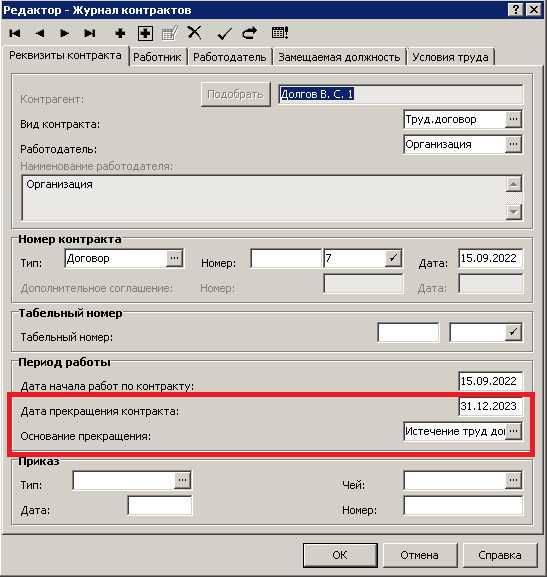 Редактор - Журнал контрактов
Реквизиты контракта Работник Работодатель Замещаемая должность Условия труда
Контрагент: Подобрать Долгов В. С. 1
Вид контракта: Труд.договор ...
Работодатель: Организация ...
Наименование работодателя:
Организация
Номер контракта
Тип: Договор ... Номер: 7 Дата: 15.09.2022
Дополнительное соглашение: Номер: Дата:
Табельный номер
Табельный номер:
Период работы
Дата начала работ по контракту: 15.09.2022
Дата прекращения контракта: 31.12.2023
Основание прекращения: Истечение труд ...
Приказ
Тип: ... Чей: ...
Дата: Номер:
OK Отмена Справка